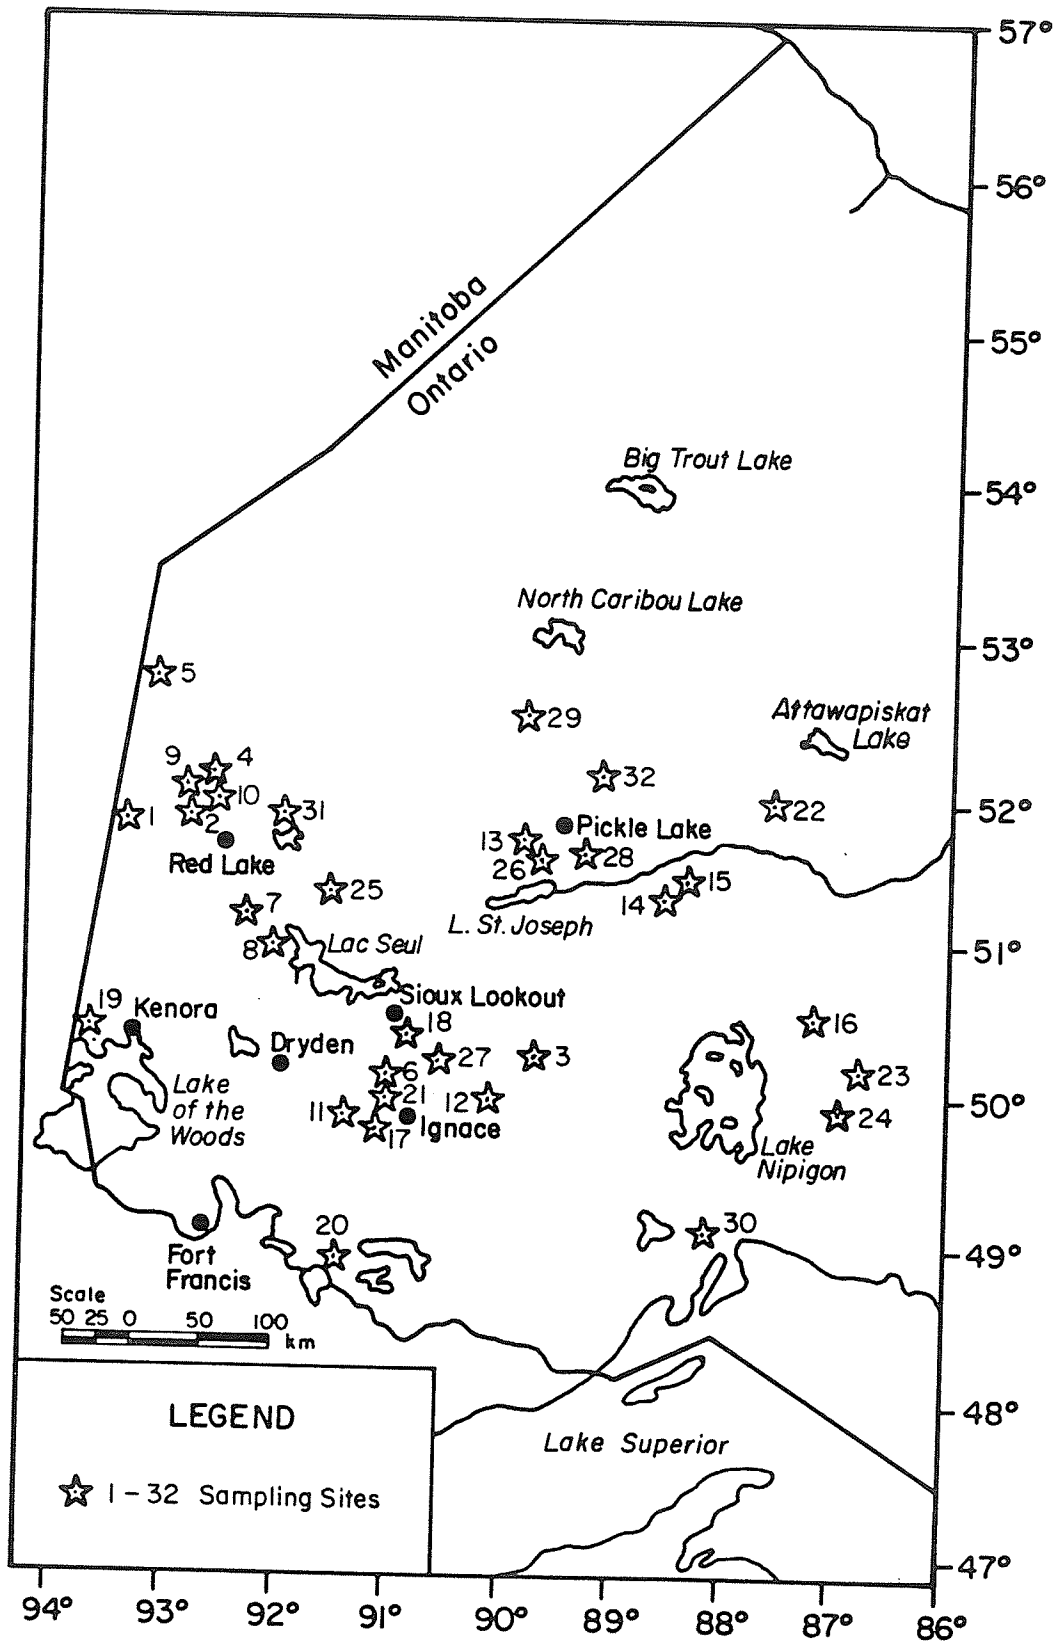 57°
56°
Manitoba
Ontario
55°
Big Trout Lake
54°
North Caribou Lake
53°
5
29
Attawapiskat
Lake
9
4
32
10
22
52°
1
2
31
13
Pickle Lake
Red Lake
26
28
25
15
7
14
L. St. Joseph
8
Lac Seul
51°
Sioux Lookout
19
Kenora
18
16
Dryden
27
3
6
23
Lake
of the
Woods
21
12
50°
11
24
17
Ignace
Lake
Nipigon
20
30
49°
Fort
Francis
Scale
50 25 0 50 100
km
LEGEND
48°
Lake Superior
1-32 Sampling Sites
47°
94° 93° 92° 91° 90° 89° 88° 87° 86°